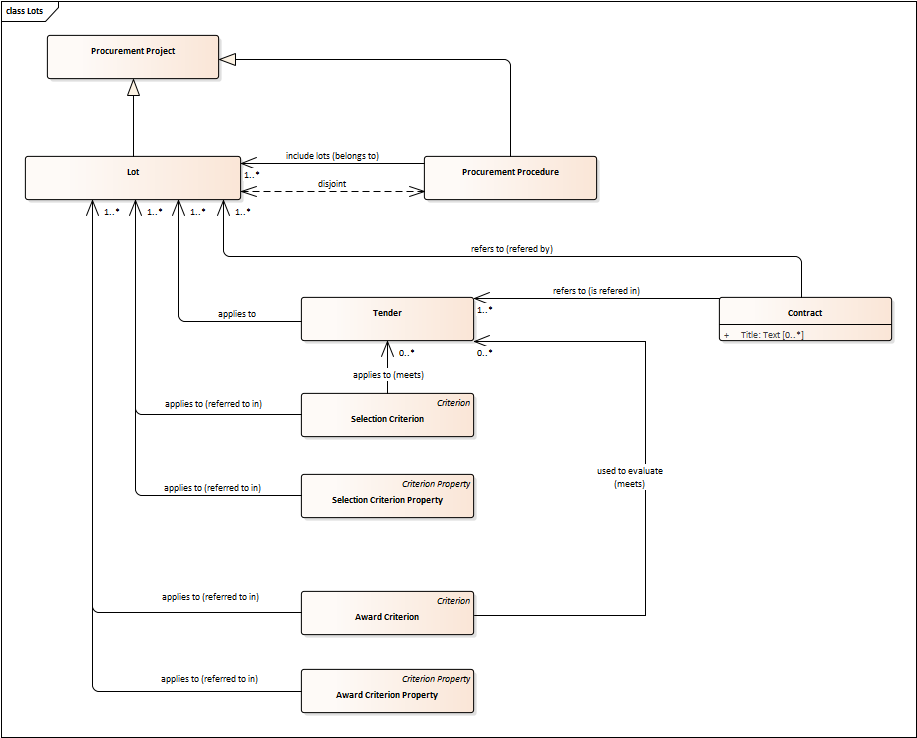 class Lots
Procurement Project
include lots (belongs to)
Lot
Procurement Procedure
1..*
disjoint
1..*
1..*
1..*
1..*
refers to (refered by)
refers to (is refered in)
applies to
Tender
1..*
Contract
+ Title: Text [0..*]
0..*
0..*
applies to (meets)
applies to (referred to in)
Criterion
Selection Criterion
used to evaluate
(meets)
applies to (referred to in)
Criterion Property
Selection Criterion Property
applies to (referred to in)
Criterion
Award Criterion
applies to (referred to in)
Criterion Property
Award Criterion Property